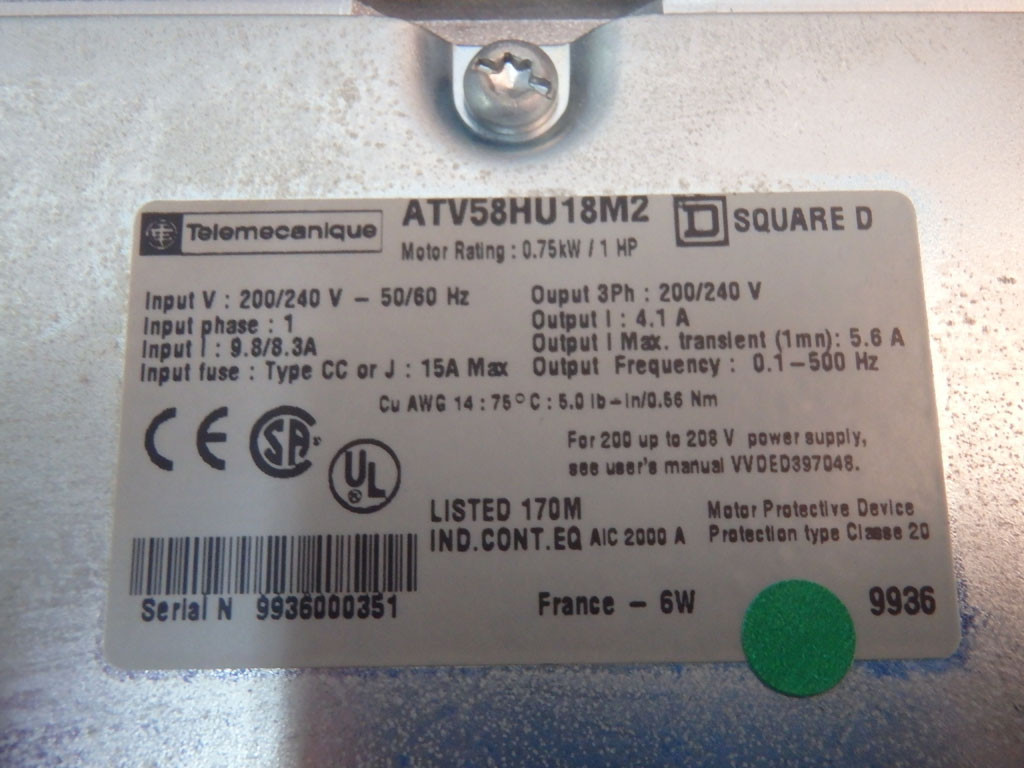 Telemecanique
ATV58HU18M2
SQUARE D
Motor Rating : 0.75kW / 1 HP
Input V : 200/240 V – 50/60 Hz
Input phase : 1
Input I : 9.8/8.3A
Input fuse : Type CC or J : 15A Max
Ouput 3Ph : 200/240 V
Output I : 4.1 A
Output I Max. transient (1mn): 5.6 A
Output Frequency : 0.1–500 Hz
Cu AWG 14 : 75°C : 5.0 lb–in/0.56 Nm
CE SA UL
For 200 up to 208 V power supply,
see user's manual VVDED397048.
LISTED 170M
IND.CONT.EQ AIC 2000 A
Motor Protective Device
Protection type Classe 20
Serial N 9936000351
France – 6W
9936